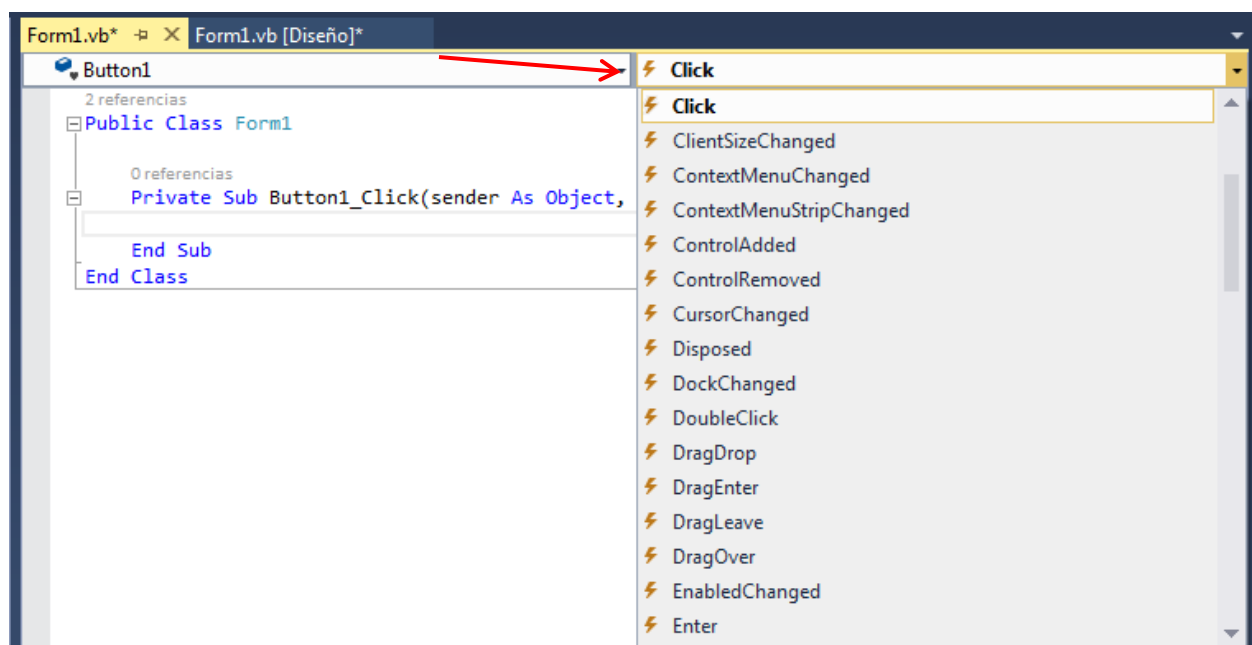 Form1.vb* Form1.vb [Diseño]*
Button1
Click
2 referencias
Public Class Form1
0 referencias
Private Sub Button1_Click(sender As Object,
End Sub
End Class
Click
ClientSizeChanged
ContextMenuChanged
ContextMenuStripChanged
ControlAdded
ControlRemoved
CursorChanged
Disposed
DockChanged
DoubleClick
DragDrop
DragEnter
DragLeave
DragOver
EnabledChanged
Enter